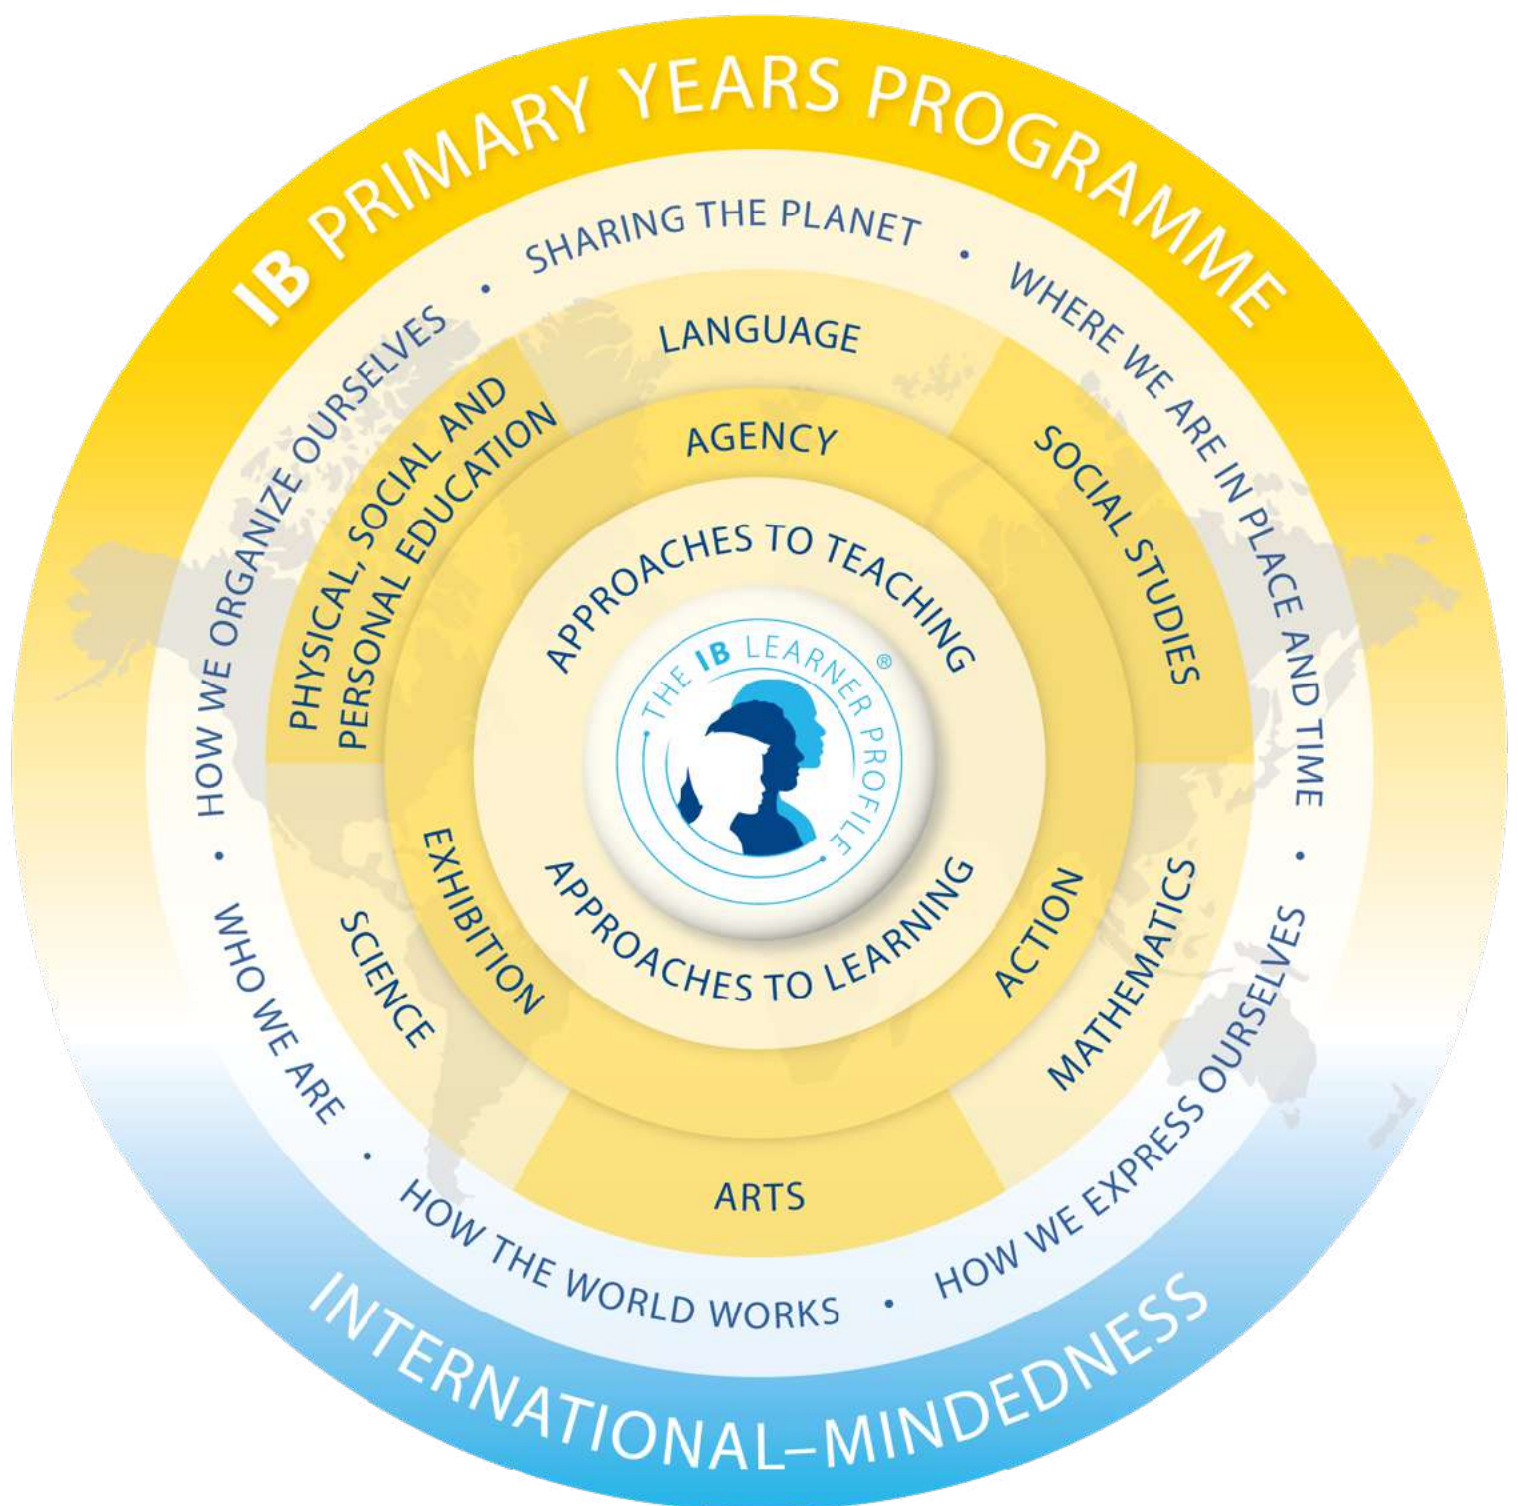 IB PRIMARY YEARS PROGRAMME
SHARING THE PLANET
•
WHERE WE ARE IN PLACE AND TIME
•
HOW WE EXPRESS OURSELVES
•
HOW THE WORLD WORKS
•
WHO WE ARE
•
HOW WE ORGANIZE OURSELVES
•
LANGUAGE
SOCIAL STUDIES
MATHEMATICS
ARTS
SCIENCE
PHYSICAL, SOCIAL AND
PERSONAL EDUCATION
AGENCY
ACTION
EXHIBITION
APPROACHES TO TEACHING
THE IB LEARNER PROFILE
®
APPROACHES TO LEARNING
INTERNATIONAL–MINDEDNESS